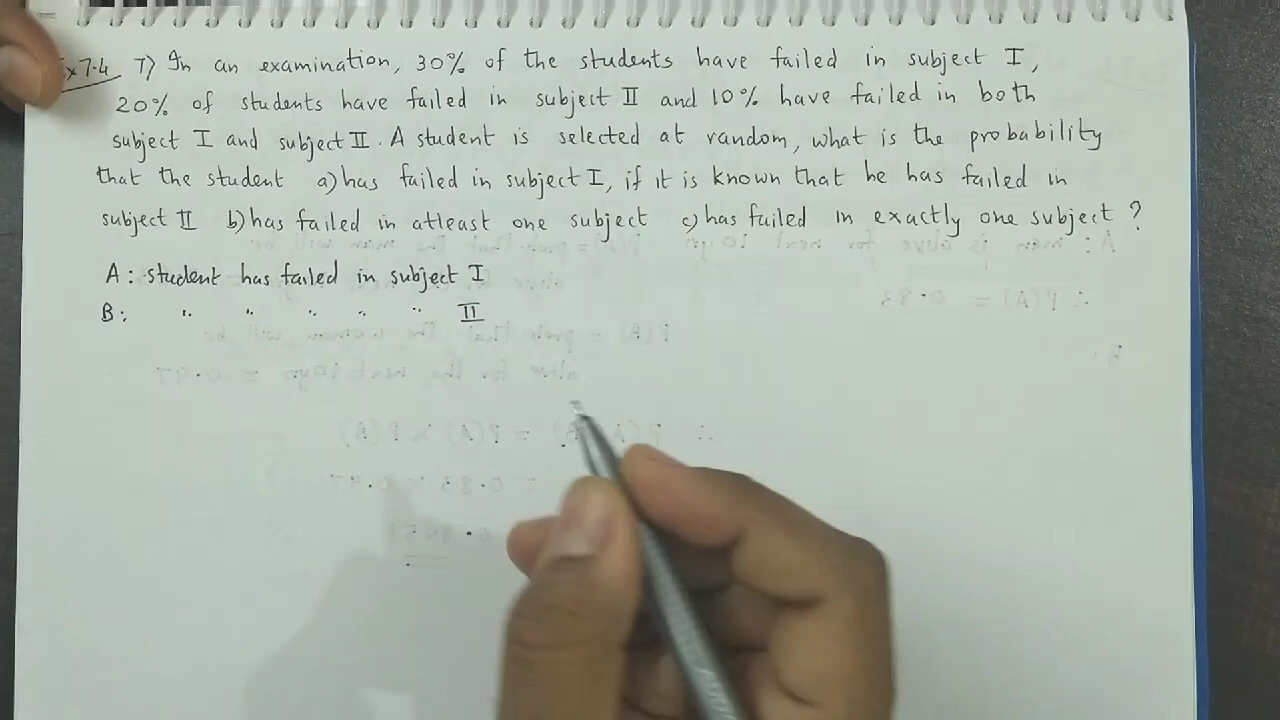 Ex 7.4 7) In an examination, 30% of the students have failed in subject I,
20% of students have failed in subject II and 10% have failed in both
subject I and subject II. A student is selected at random, what is the probability
that the student a) has failed in subject I, if it is known that he has failed in
subject II b) has failed in atleast one subject c) has failed in exactly one subject?
A: student has failed in subject I
B: " " " " " II